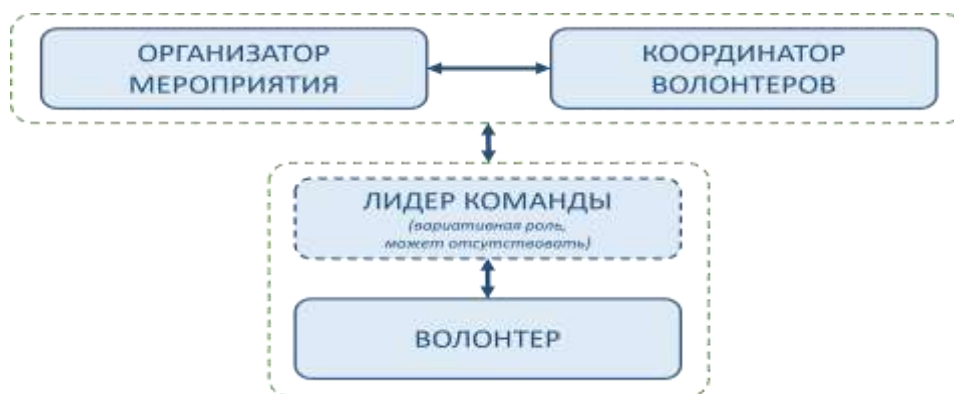 ОРГАНИЗАТОР
МЕРОПРИЯТИЯ
КООРДИНАТОР
ВОЛОНТЕРОВ
ЛИДЕР КОМАНДЫ
(вариативная роль,
может отсутствовать)
ВОЛОНТЕР